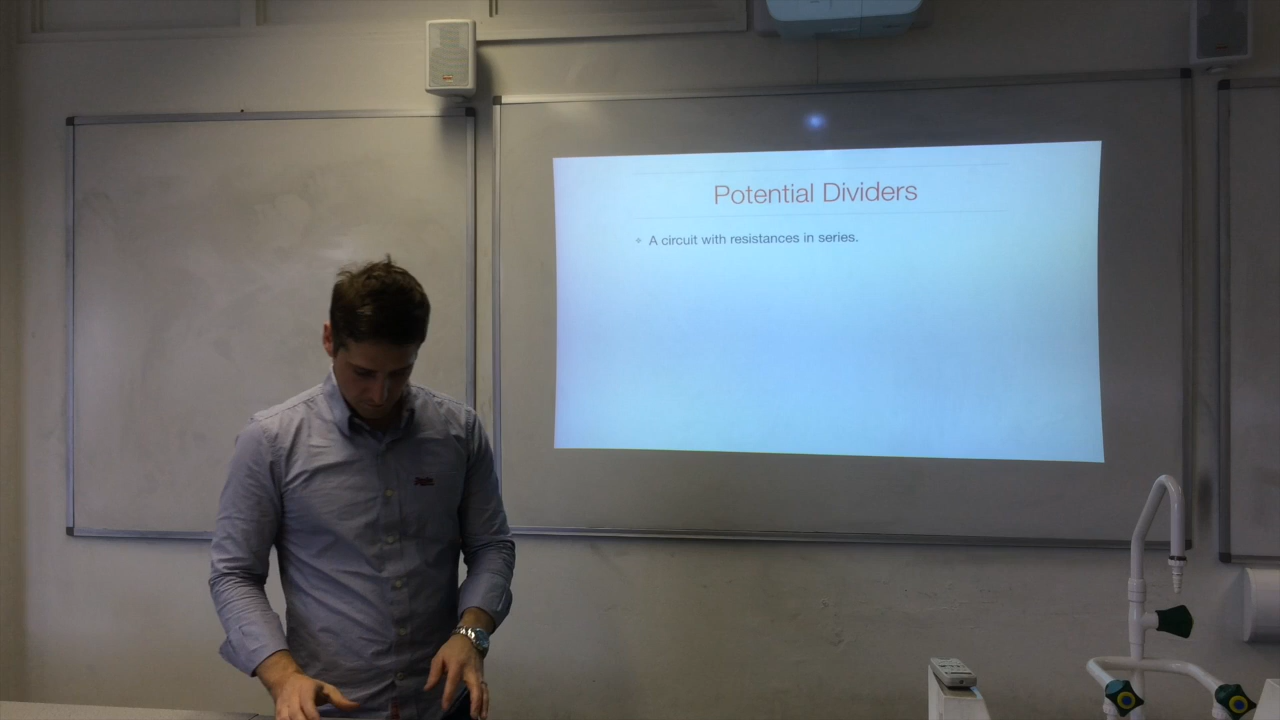 Potential Dividers
A circuit with resistances in series.